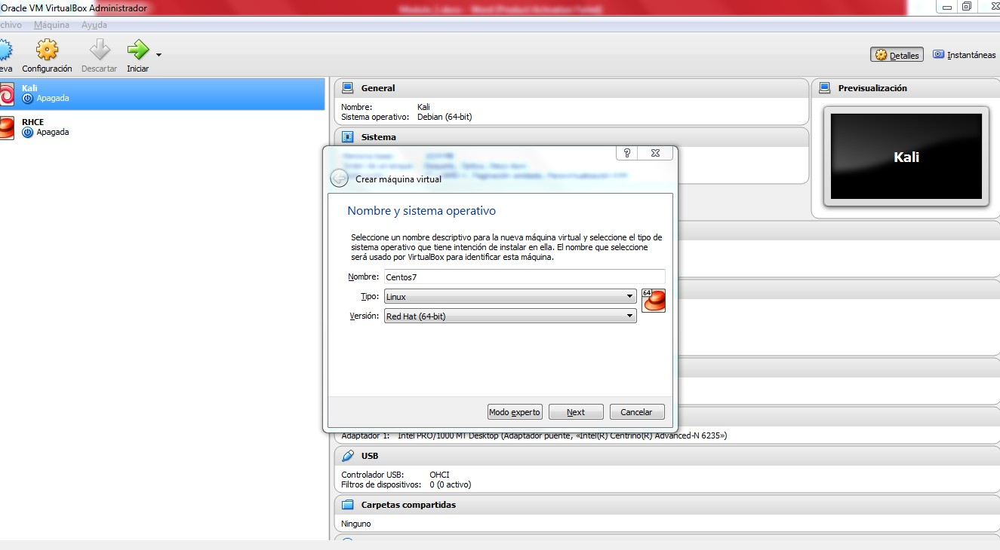 Oracle VM VirtualBox Administrador
chivo Máquina Ayuda
eva Configuración Descartar Iniciar
Detalles Instantáneas
Kali
Apagada
RHCE
Apagada
General
Nombre: Kali
Sistema operativo: Debian (64-bit)
Sistema
Previsualización
Kali
Crear máquina virtual
Nombre y sistema operativo
Seleccione un nombre descriptivo para la nueva máquina virtual y seleccione el tipo de
sistema operativo que tiene intención de instalar en ella. El nombre que seleccione
será usado por VirtualBox para identificar esta máquina.
Nombre: Centos7
Tipo: Linux
64
Versión: Red Hat (64-bit)
Modo experto Next Cancelar
Adaptador 1: Intel PRO/1000 MT Desktop (Adaptador puente, «Intel(R) Centrino(R) Advanced-N 6235»)
USB
Controlador USB: OHCI
Filtros de dispositivos: 0 (0 activo)
Carpetas compartidas
Ninguno